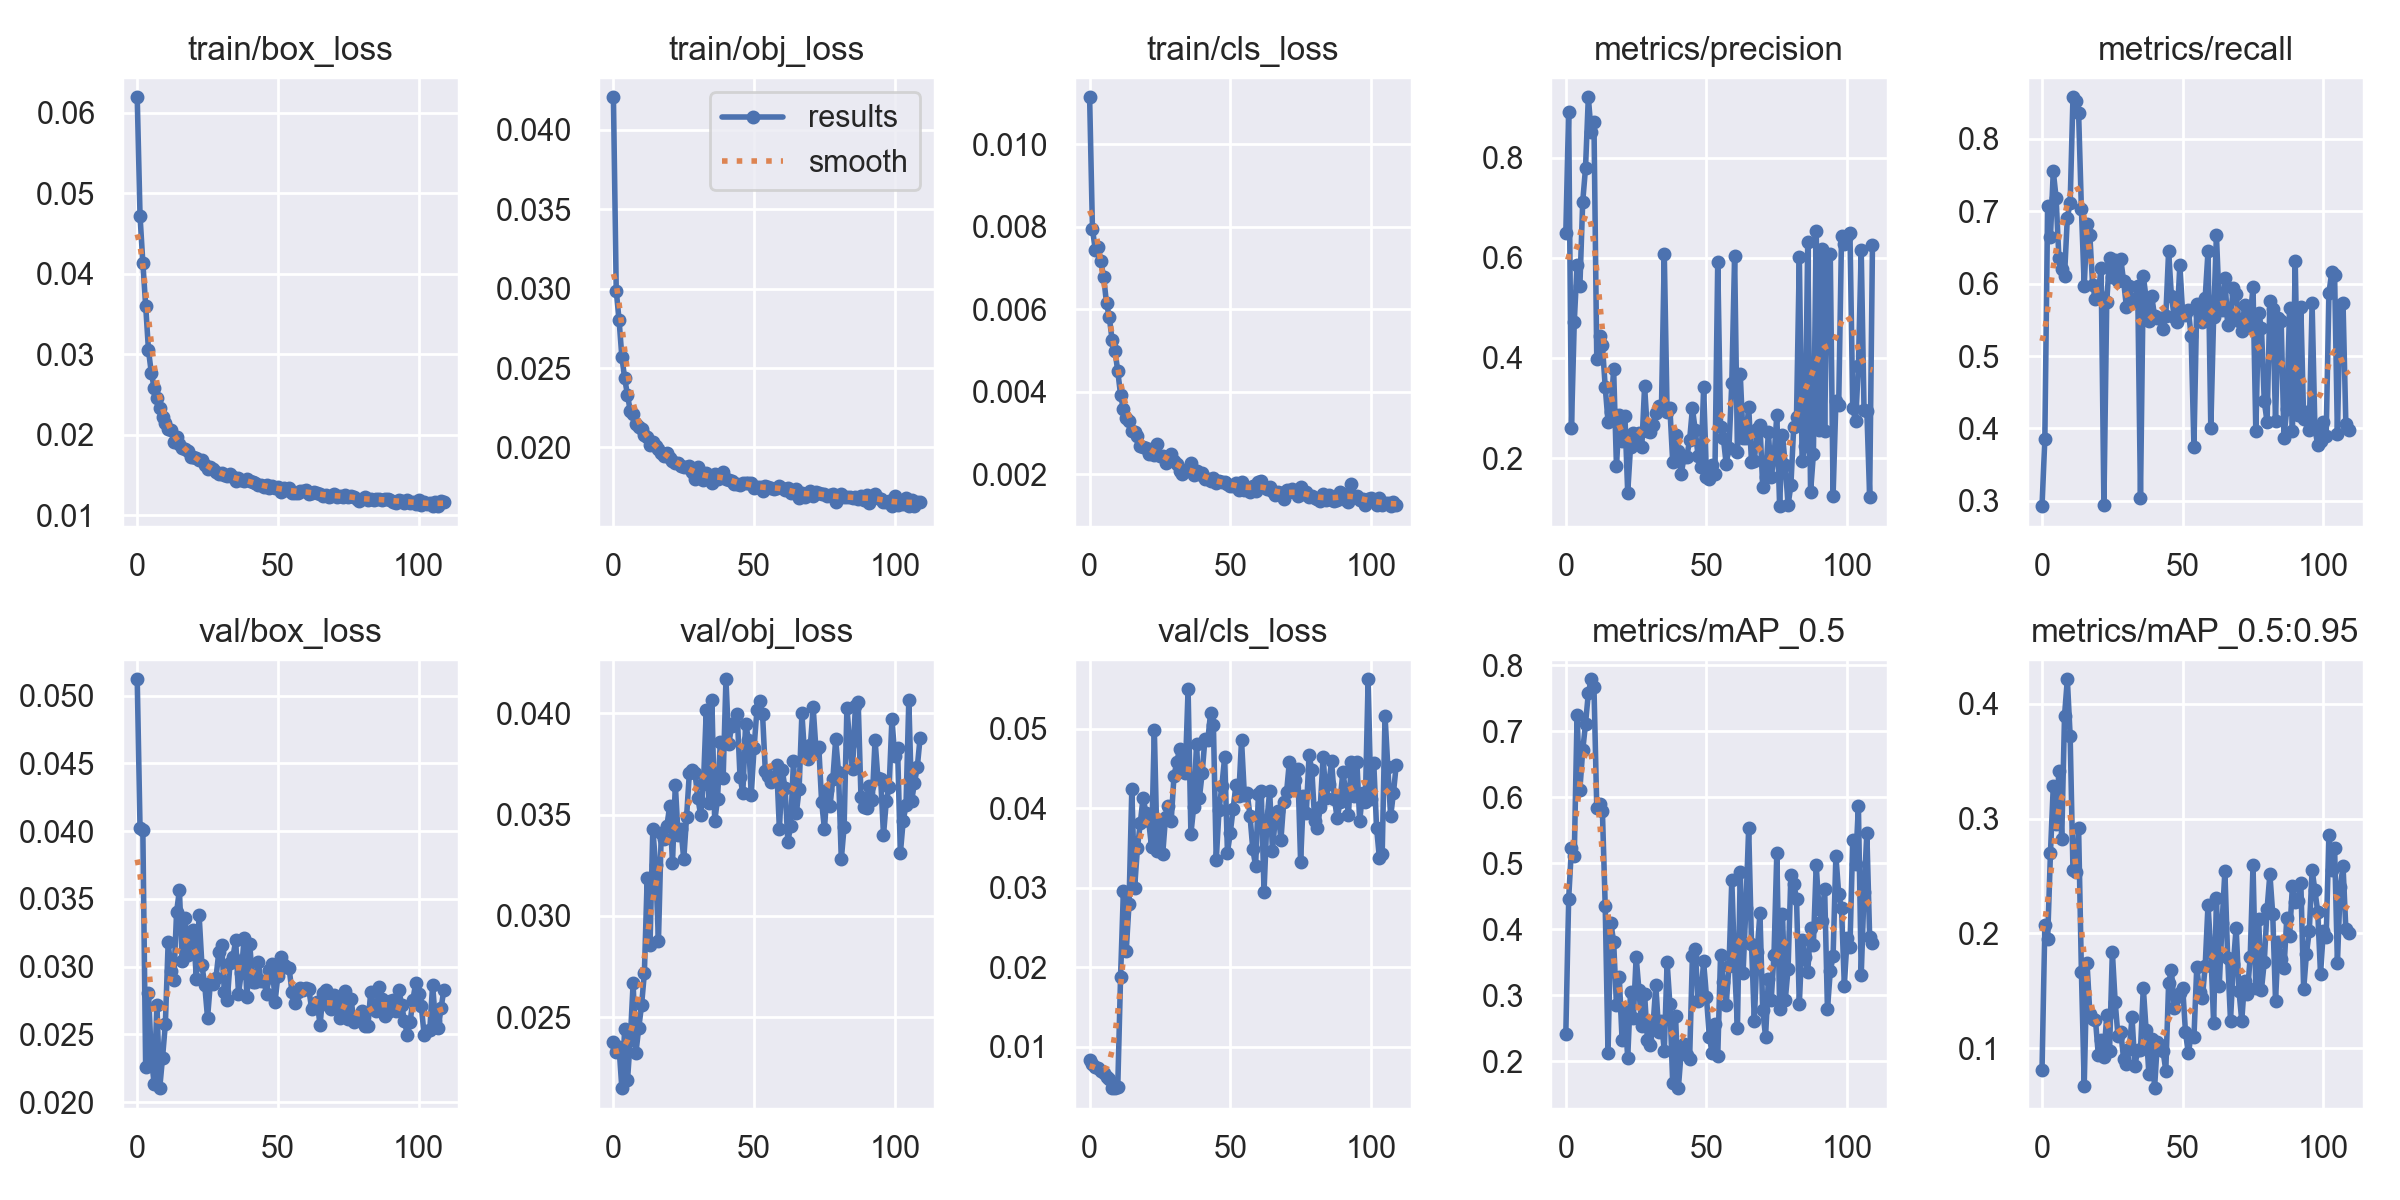 train/box_loss
0.06
0.05
0.04
0.03
0.02
0.01
0 50 100
train/obj_loss
results
smooth
0.040
0.035
0.030
0.025
0.020
0 50 100
train/cls_loss
0.010
0.008
0.006
0.004
0.002
0 50 100
metrics/precision
0.8
0.6
0.4
0.2
0 50 100
metrics/recall
0.8
0.7
0.6
0.5
0.4
0.3
0 50 100
val/box_loss
0.050
0.045
0.040
0.035
0.030
0.025
0.020
0 50 100
val/obj_loss
0.040
0.035
0.030
0.025
0 50 100
val/cls_loss
0.05
0.04
0.03
0.02
0.01
0 50 100
metrics/mAP_0.5
0.8
0.7
0.6
0.5
0.4
0.3
0.2
0 50 100
metrics/mAP_0.5:0.95
0.4
0.3
0.2
0.1
0 50 100